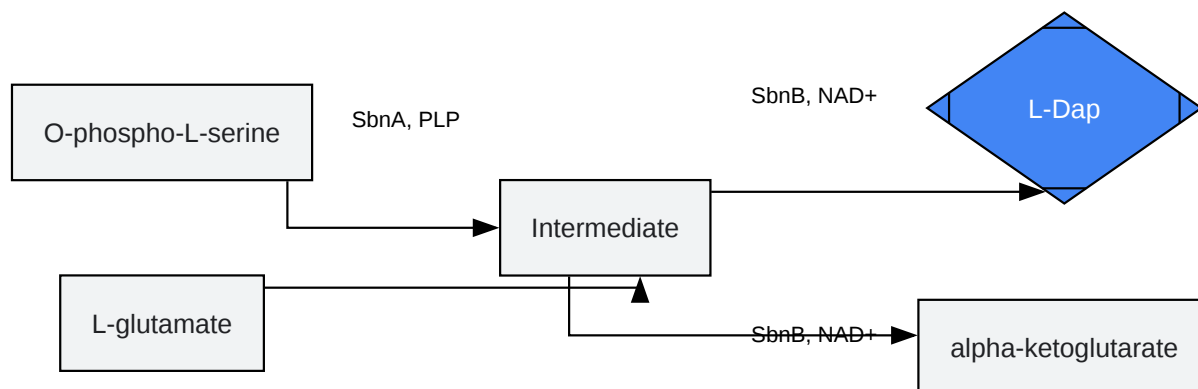 SbnB, NAD+
L-Dap
SbnA, PLP
O-phospho-L-serine
Intermediate
L-glutamate
SbnB, NAD+
alpha-ketoglutarate